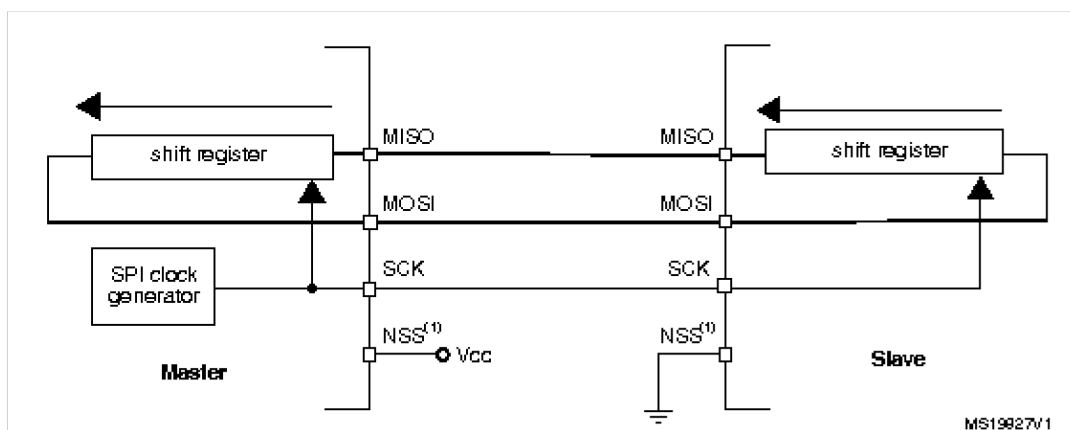 MISO
MISO
shift register
shift register
MOSI
MOSI
SPI clock
generator
SCK
SCK
NSS(1)
Vcc
NSS(1)
Master
Slave
MS19927V1